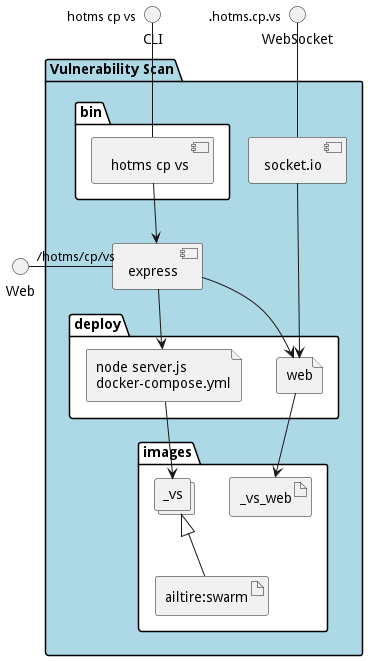 hotms cp vs
.hotms.cp.vs
CLI
WebSocket
Vulnerability Scan
bin
hotms cp vs
socket.io
/hotms/cp/vs
express
Web
deploy
node server.js
docker-compose.yml
web
images
_vs
_vs_web
ailtire:swarm